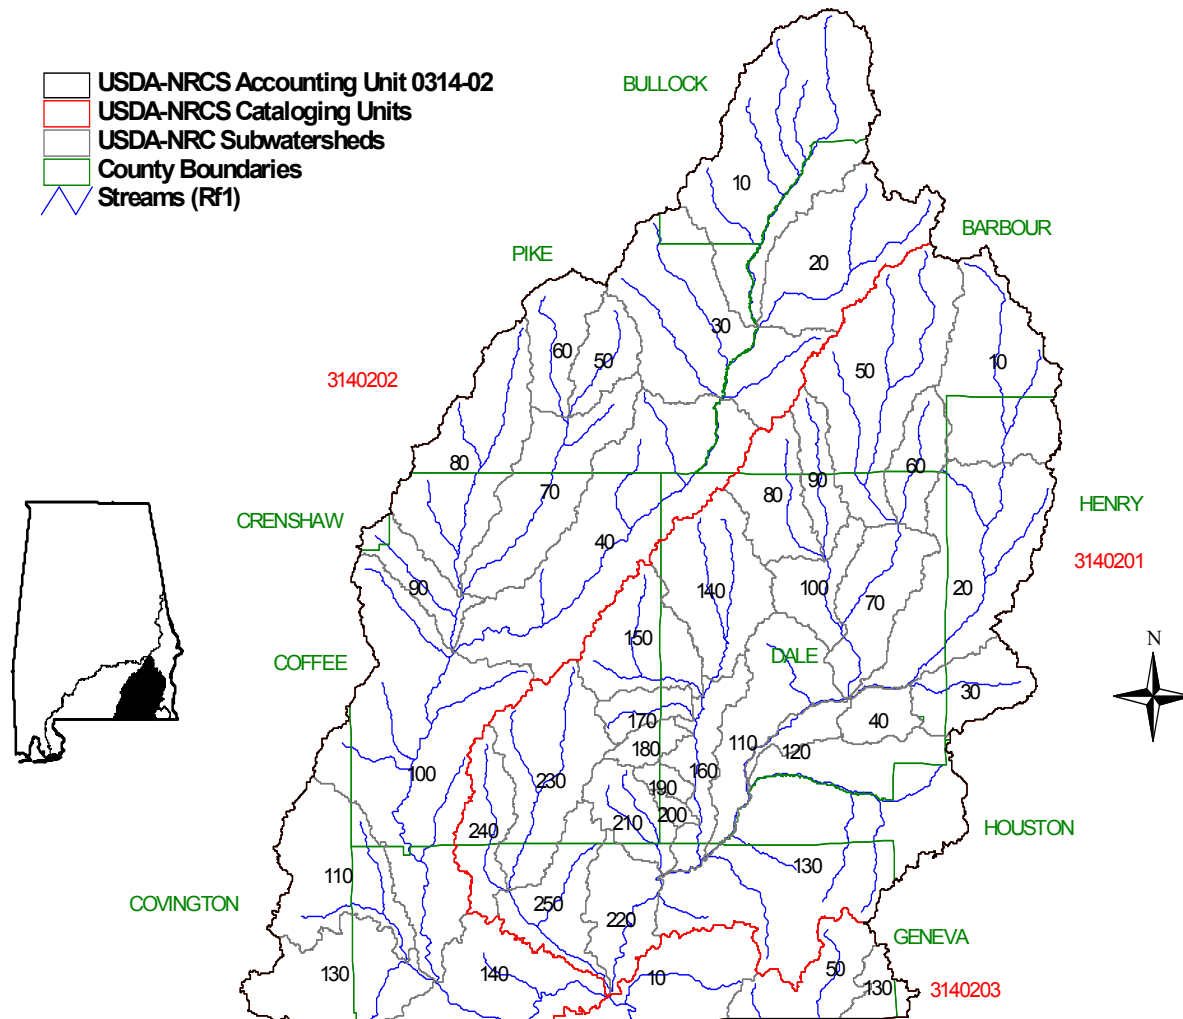 USDA-NRCS Accounting Unit 0314-02
USDA-NRCS Cataloging Units
USDA-NRC Subwatersheds
County Boundaries
Streams (Rf1)
BULLOCK
10
BARBOUR
PIKE
20
30
60
50
50
10
3140202
80
70
80
90
60
HENRY
CRENSHAW
40
3140201
90
140
100
70
20
150
COFFEE
DALE
N
30
170
40
180
110
120
100
230
160
190
200
210
240
HOUSTON
130
110
COVINGTON
250
220
GENEVA
130
140
10
50
130
3140203